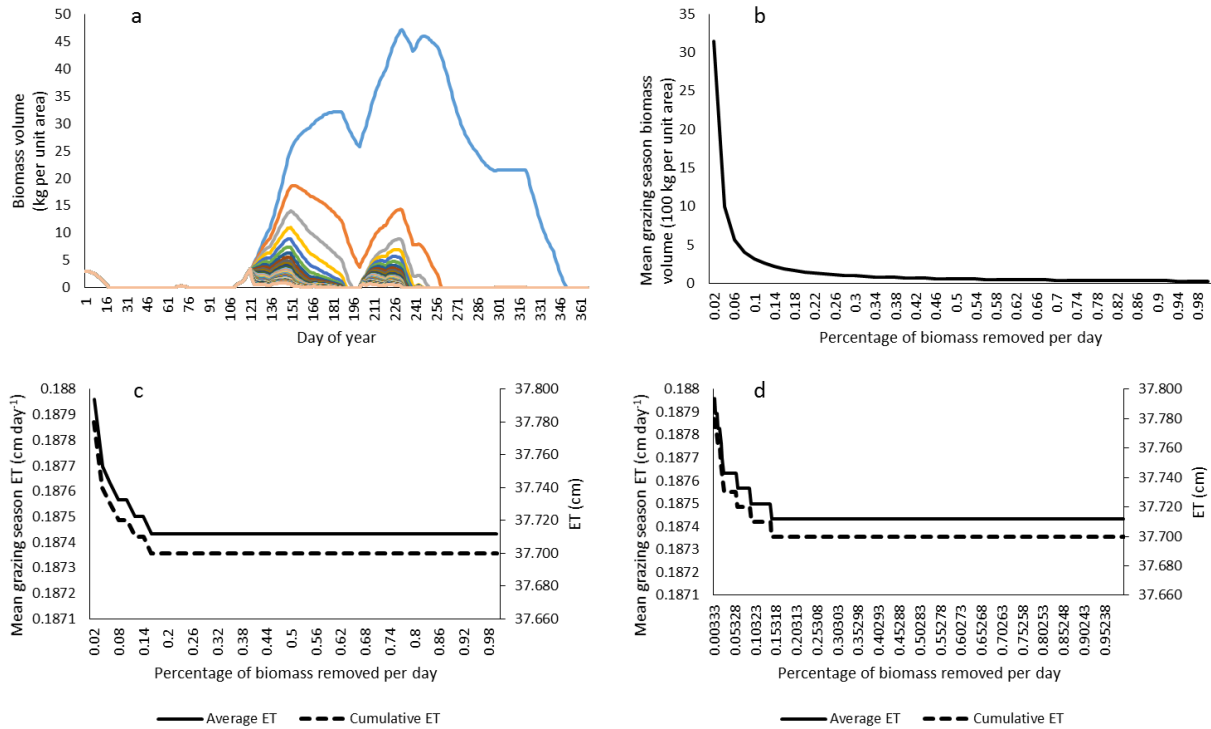 a
50
45
40
35
30
25
20
15
10
5
0
Biomass volume
(kg per unit area)
1 16 31 46 61 76 91 106 121 136 151 166 181 196 211 226 241 256 271 286 301 316 331 346 361
Day of year
b
35
30
25
20
15
10
5
0
Mean grazing season biomass
volume (100 kg per unit area)
0.02 0.06 0.1 0.14 0.18 0.22 0.26 0.3 0.34 0.38 0.42 0.46 0.5 0.54 0.58 0.62 0.66 0.7 0.74 0.78 0.82 0.86 0.9 0.94 0.98
Percentage of biomass removed per day
c
0.188
0.1879
0.1878
0.1877
0.1876
0.1875
0.1874
0.1873
0.1872
0.1871
Mean grazing season ET (cm day-1)
37.800
37.780
37.760
37.740
37.720
37.700
37.680
37.660
ET (cm)
0.02 0.08 0.14 0.2 0.26 0.32 0.38 0.44 0.5 0.56 0.62 0.68 0.74 0.8 0.86 0.92 0.98
Percentage of biomass removed per day
Average ET Cumulative ET
d
0.188
0.1879
0.1878
0.1877
0.1876
0.1875
0.1874
0.1873
0.1872
0.1871
Mean grazing season ET (cm day-1)
37.800
37.780
37.760
37.740
37.720
37.700
37.680
37.660
ET (cm)
0.00333 0.05328 0.10323 0.15318 0.20313 0.25308 0.30303 0.35298 0.40293 0.45288 0.50283 0.55278 0.60273 0.65268 0.70263 0.75258 0.80253 0.85248 0.90243 0.95238
Percentage of biomass removed per day
Average ET Cumulative ET